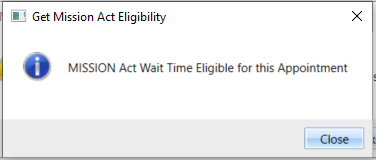 Get Mission Act Eligibility
MISSION Act Wait Time Eligible for this Appointment
Close